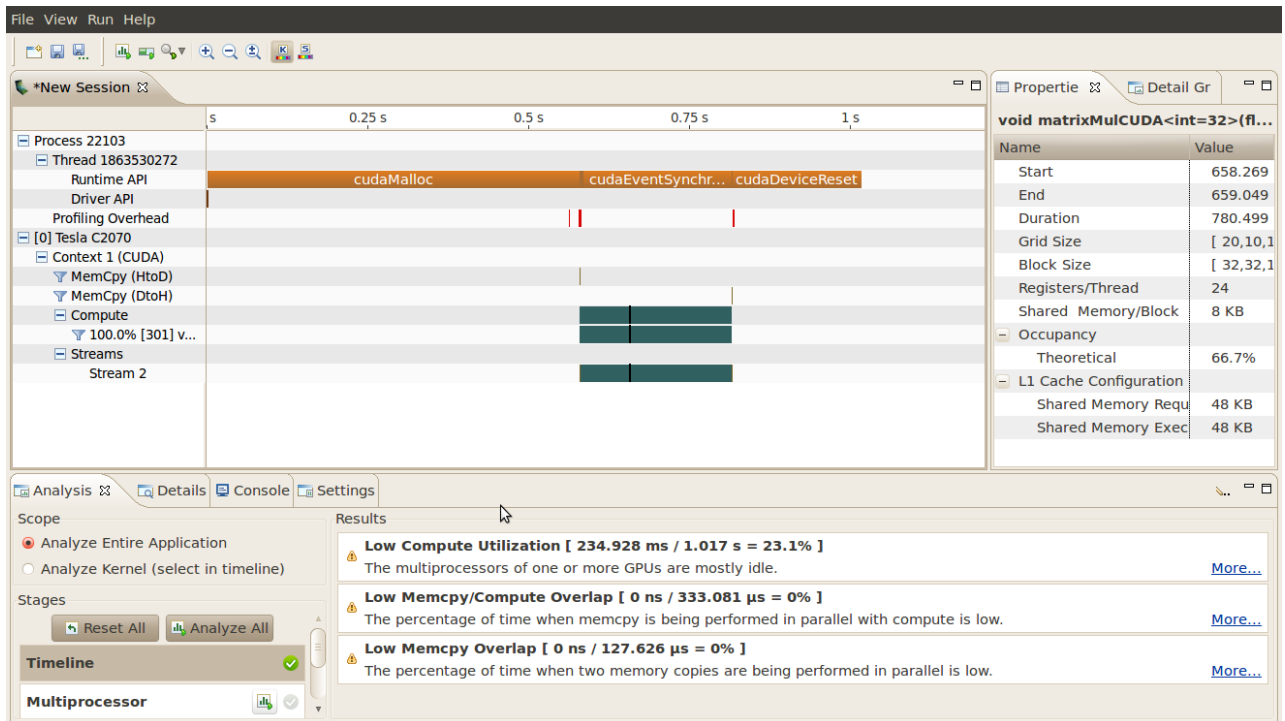 File View Run Help
*New Session
Propertie
Detail Gr
s 0.25 s 0.5 s 0.75 s 1 s
Process 22103
Thread 1863530272
Runtime API cudaMalloc cudaEventSynchr... cudaDeviceReset
Driver API
Profiling Overhead
[0] Tesla C2070
Context 1 (CUDA)
MemCpy (HtoD)
MemCpy (DtoH)
Compute
100.0% [301] v...
Streams
Stream 2
void matrixMulCUDA<int=32>(fl...
Name Value
Start 658.269
End 659.049
Duration 780.499
Grid Size [ 20,10,1
Block Size [ 32,32,1
Registers/Thread 24
Shared Memory/Block 8 KB
Occupancy
Theoretical 66.7%
L1 Cache Configuration
Shared Memory Requ 48 KB
Shared Memory Exec 48 KB
Analysis Details Console Settings
Scope
Analyze Entire Application
Analyze Kernel (select in timeline)
Stages
Reset All Analyze All
Timeline
Multiprocessor
Results
Low Compute Utilization [ 234.928 ms / 1.017 s = 23.1% ]
The multiprocessors of one or more GPUs are mostly idle. More...
Low Memcpy/Compute Overlap [ 0 ns / 333.081 µs = 0% ]
The percentage of time when memcpy is being performed in parallel with compute is low. More...
Low Memcpy Overlap [ 0 ns / 127.626 µs = 0% ]
The percentage of time when two memory copies are being performed in parallel is low. More...